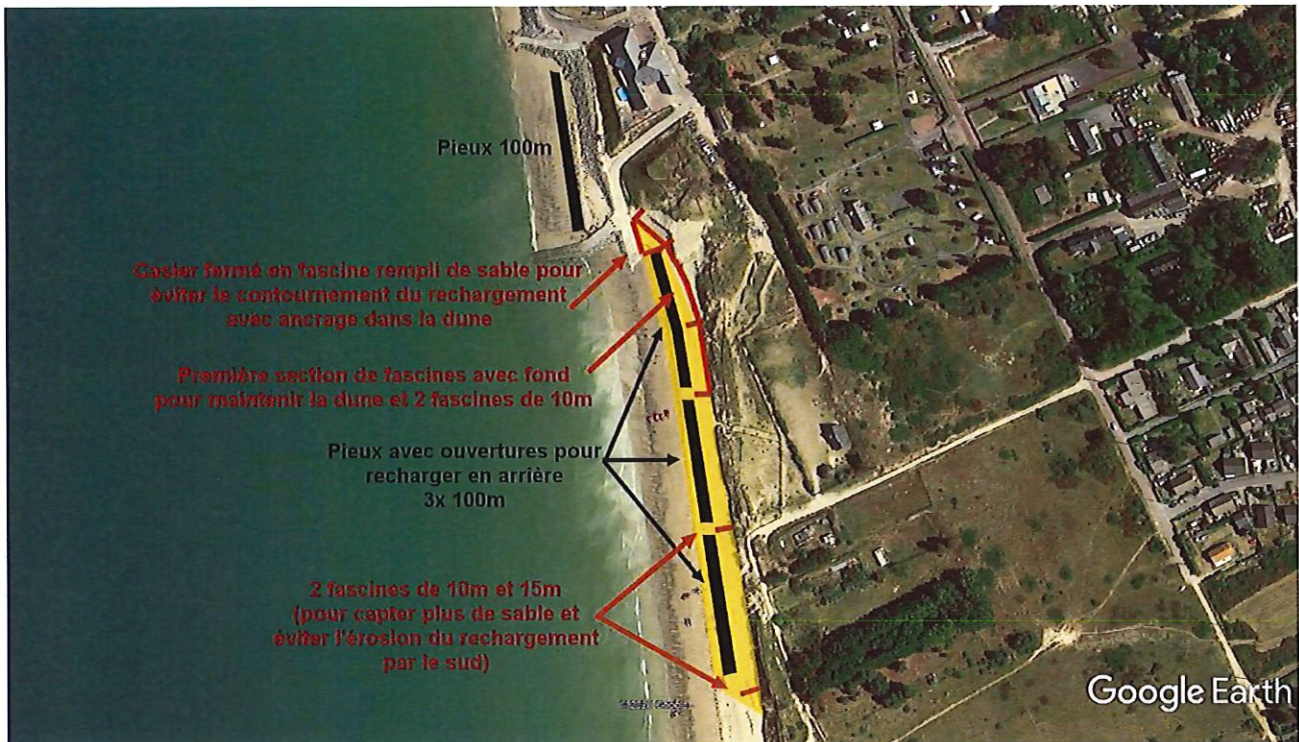 Pieux 100m
Casier fermé en fascine rempli de sable pour
éviter le contournement du rechargement
avec ancrage dans la dune
Première section de fascines avec fond
pour maintenir la dune et 2 fascines de 10m
Pieux avec ouvertures pour
recharger en arrière
3x 100m
2 fascines de 10m et 15m
(pour capter plus de sable et
éviter l'érosion du rechargement
par le sud)
Google Earth